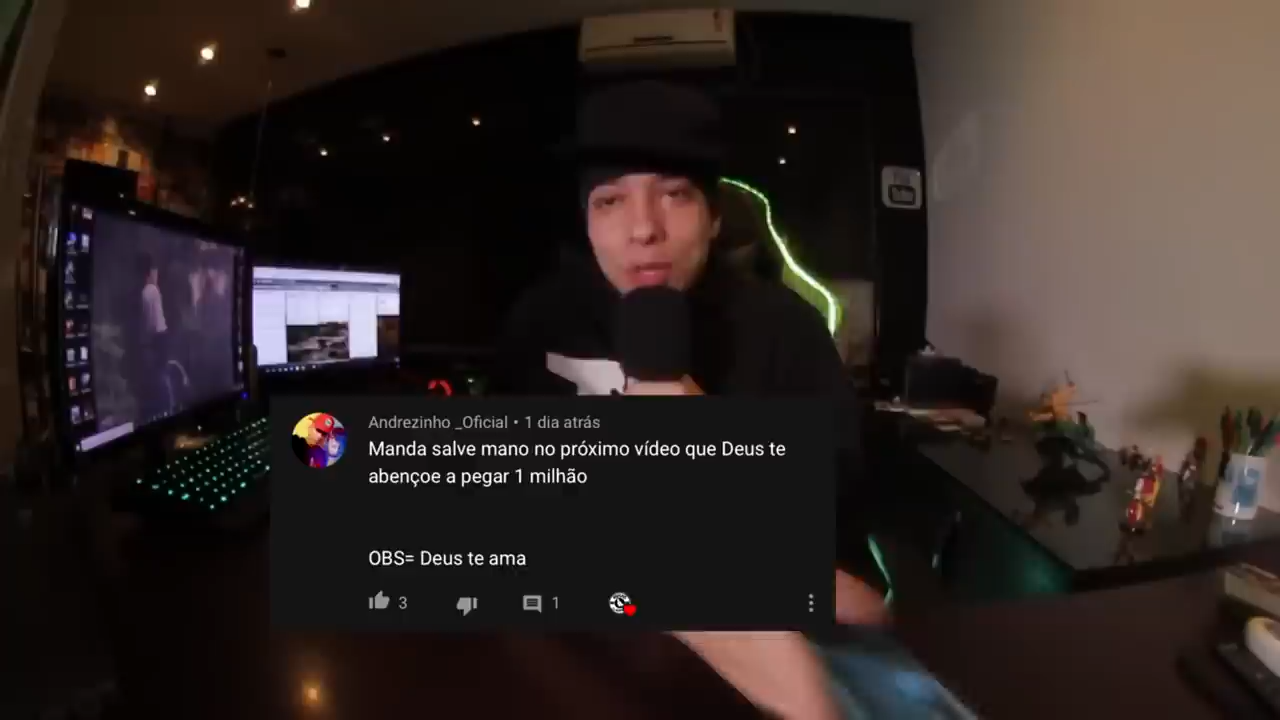 Andrezinho _Oficial • 1 dia atrás
Manda salve mano no próximo vídeo que Deus te
abençoe a pegar 1 milhão
OBS= Deus te ama
3
1